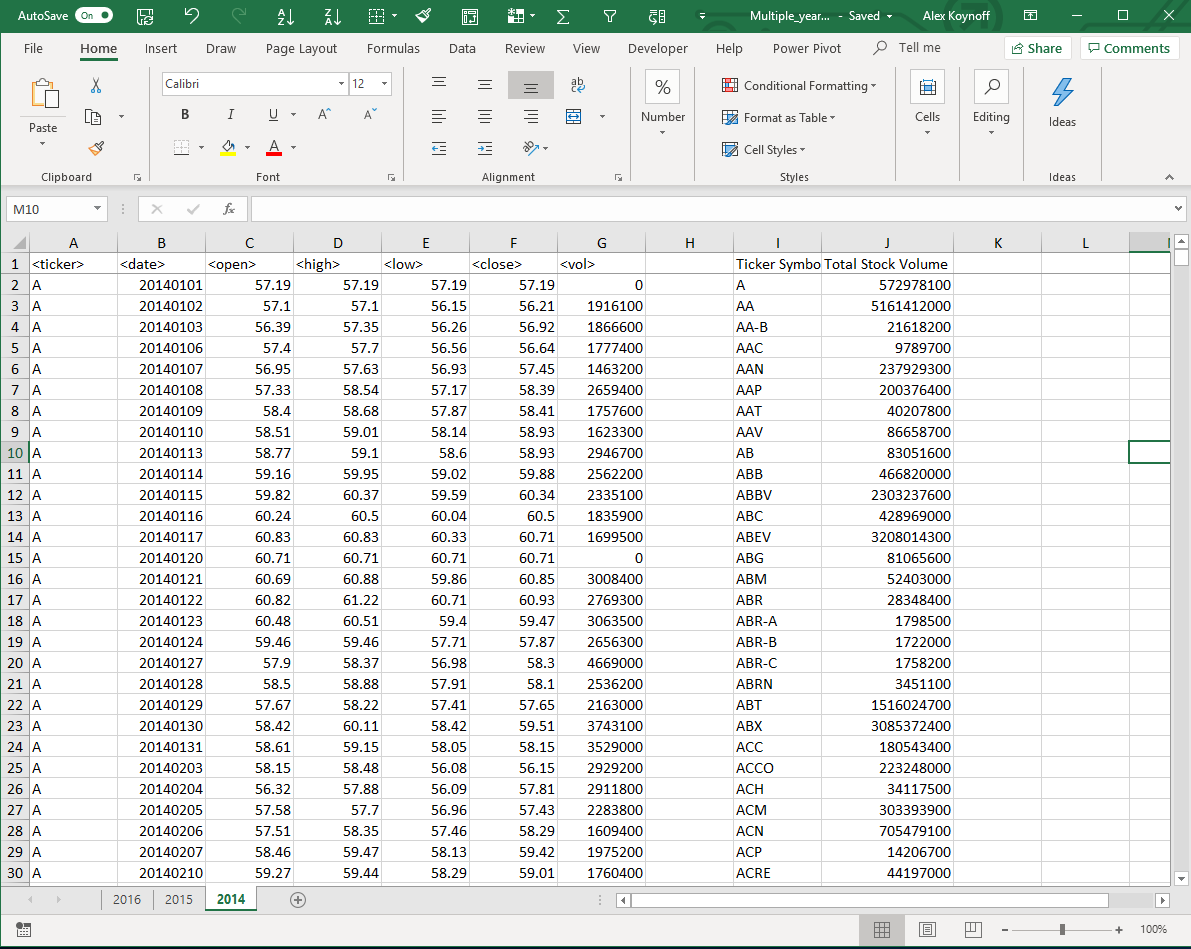 AutoSave On Multiple_year... - Saved Alex Koynoff
File Home Insert Draw Page Layout Formulas Data Review View Developer Help Power Pivot Tell me Share Comments
Paste Calibri 12 B I U A A A ab % Number Conditional Formatting Format as Table Cell Styles Cells Editing Ideas
Clipboard Font Alignment Styles Ideas
M10 fx
A B C D E F G H I J K L
1 <ticker> <date> <open> <high> <low> <close> <vol> Ticker Symbo Total Stock Volume
2 A 20140101 57.19 57.19 57.19 57.19 0 A 572978100
3 A 20140102 57.1 57.1 56.15 56.21 1916100 AA 5161412000
4 A 20140103 56.39 57.35 56.26 56.92 1866600 AA-B 21618200
5 A 20140106 57.4 57.7 56.56 56.64 1777400 AAC 9789700
6 A 20140107 56.95 57.63 56.93 57.45 1463200 AAN 237929300
7 A 20140108 57.33 58.54 57.17 58.39 2659400 AAP 200376400
8 A 20140109 58.4 58.68 57.87 58.41 1757600 AAT 40207800
9 A 20140110 58.51 59.01 58.14 58.93 1623300 AAV 86658700
10 A 20140113 58.77 59.1 58.6 58.93 2946700 AB 83051600
11 A 20140114 59.16 59.95 59.02 59.88 2562200 ABB 466820000
12 A 20140115 59.82 60.37 59.59 60.34 2335100 ABBV 2303237600
13 A 20140116 60.24 60.5 60.04 60.5 1835900 ABC 428969000
14 A 20140117 60.83 60.83 60.33 60.71 1699500 ABEV 3208014300
15 A 20140120 60.71 60.71 60.71 60.71 0 ABG 81065600
16 A 20140121 60.69 60.88 59.86 60.85 3008400 ABM 52403000
17 A 20140122 60.82 61.22 60.71 60.93 2769300 ABR 28348400
18 A 20140123 60.48 60.51 59.4 59.47 3063500 ABR-A 1798500
19 A 20140124 59.46 59.46 57.71 57.87 2656300 ABR-B 1722000
20 A 20140127 57.9 58.37 56.98 58.3 4669000 ABR-C 1758200
21 A 20140128 58.5 58.88 57.91 58.1 2536200 ABRN 3451100
22 A 20140129 57.67 58.22 57.41 57.65 2163000 ABT 1516024700
23 A 20140130 58.42 60.11 58.42 59.51 3743100 ABX 3085372400
24 A 20140131 58.61 59.15 58.05 58.15 3529000 ACC 180543400
25 A 20140203 58.15 58.48 56.08 56.15 2929200 ACCO 223248000
26 A 20140204 56.32 57.88 56.09 57.81 2911800 ACH 34117500
27 A 20140205 57.58 57.7 56.96 57.43 2283800 ACM 303393900
28 A 20140206 57.51 58.35 57.46 58.29 1609400 ACN 705479100
29 A 20140207 58.46 59.47 58.13 59.42 1975200 ACP 14206700
30 A 20140210 59.27 59.44 58.29 59.01 1760400 ACRE 44197000
2016 2015 2014
100%